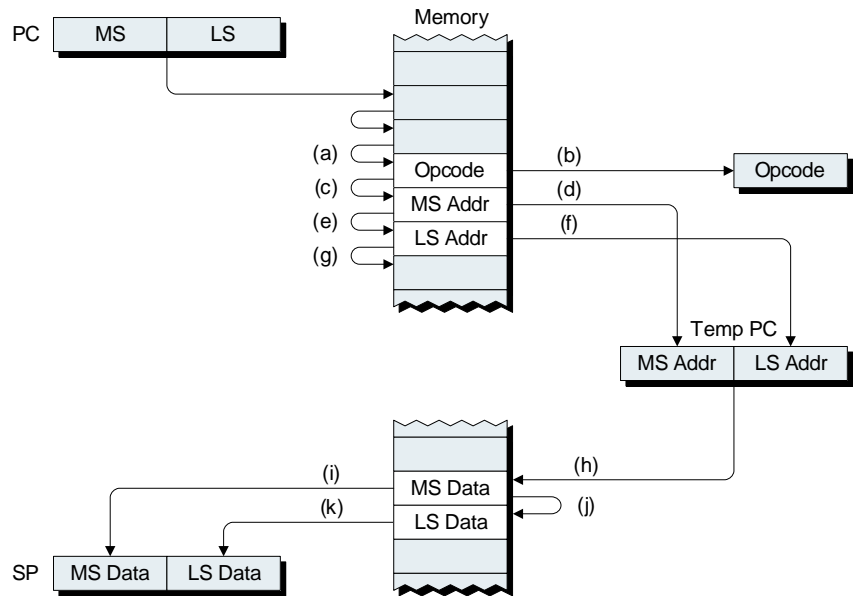 Memory
PC MS LS
(a) Opcode (b) Opcode
(c) MS Addr (d)
(e) LS Addr (f)
(g)
Temp PC
MS Addr LS Addr
(h)
(i) MS Data
(j)
(k) LS Data
SP MS Data LS Data